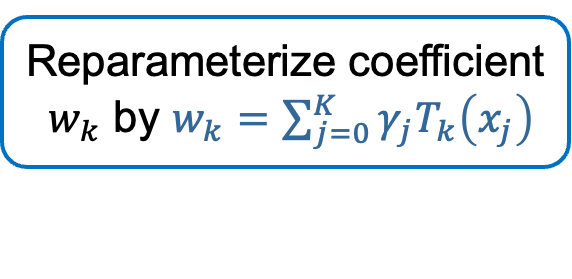 Reparameterize coefficient
w_k by w_k = ∑_{j=0}^{K} γ_j T_k(x_j)